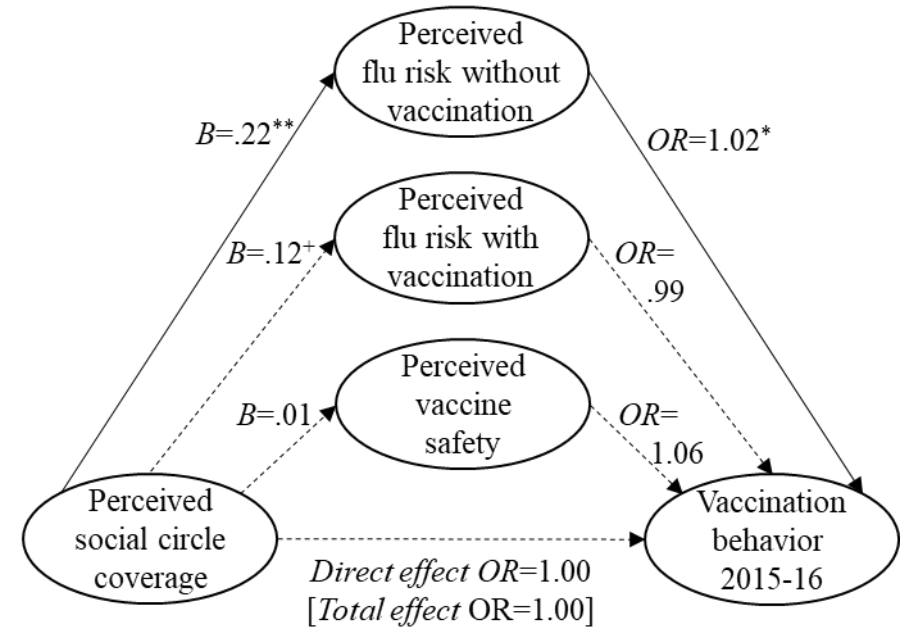 Perceived
flu risk without
vaccination
B=.22**
OR=1.02*
Perceived
flu risk with
vaccination
B=.12+
OR=
.99
Perceived
vaccine
safety
B=.01
OR=
1.06
Perceived
social circle
coverage
Vaccination
behavior
2015-16
Direct effect OR=1.00
[Total effect OR=1.00]